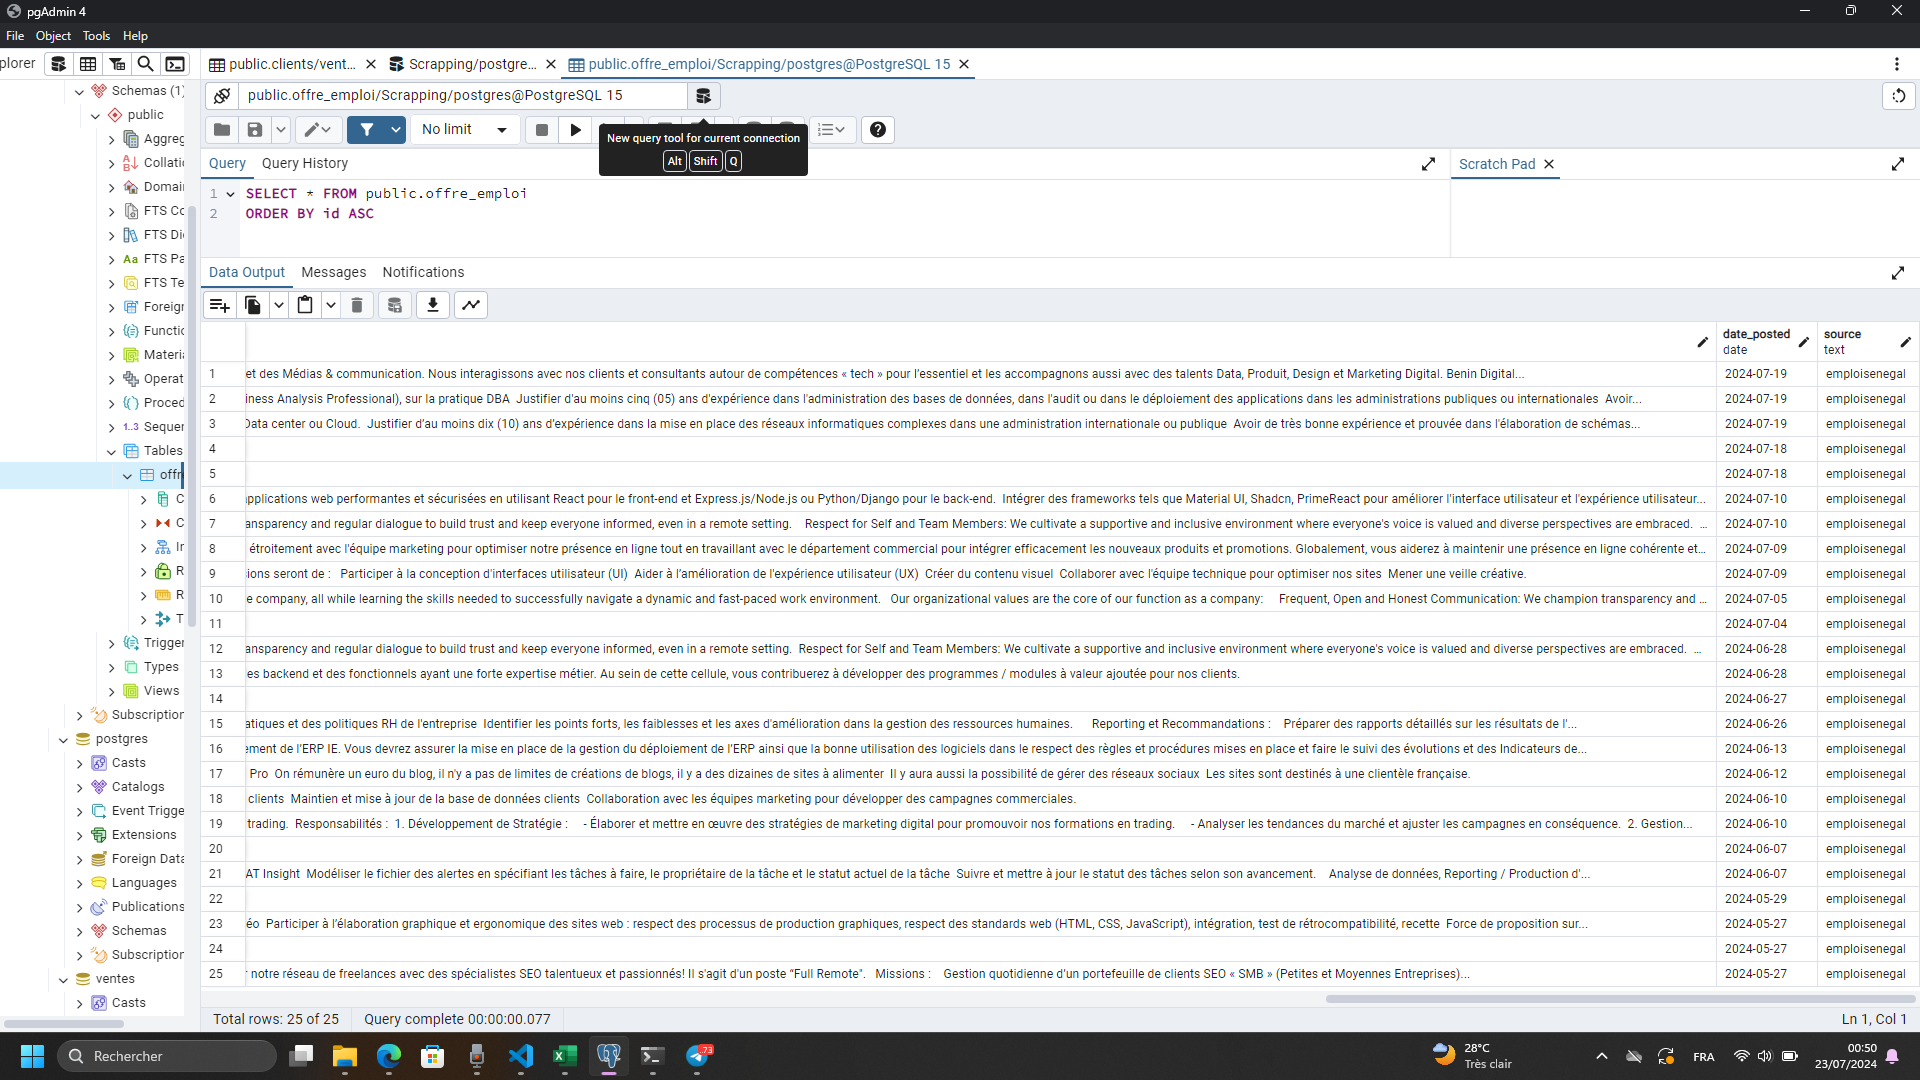 pgAdmin 4
File Object Tools Help
plorer
public.clients/vent...
Scrapping/postgre...
public.offre_emploi/Scrapping/postgres@PostgreSQL 15
public.offre_emploi/Scrapping/postgres@PostgreSQL 15
No limit
New query tool for current connection
Alt Shift Q
Query Query History
Scratch Pad
1 SELECT * FROM public.offre_emploi
2 ORDER BY id ASC
Data Output Messages Notifications
Schemas (1)
public
Aggreg
Collatio
Domai
FTS Co
FTS Di
Aa FTS Pa
FTS Te
Foreign
Functio
Materia
Operat
Proced
1..3 Sequer
Tables
offr
C
C
Ir
R
R
T
Trigger
Types
Views
Subscription
postgres
Casts
Catalogs
Event Trigge
Extensions
Foreign Data
Languages
Publications
Schemas
Subscription
ventes
Casts
date_posted date
source text
1 et des Médias & communication. Nous interagissons avec nos clients et consultants autour de compétences « tech » pour l'essentiel et les accompagnons aussi avec des talents Data, Produit, Design et Marketing Digital. Benin Digital... 2024-07-19 emploisenegal
2 iness Analysis Professional), sur la pratique DBA Justifier d'au moins cinq (05) ans d'expérience dans l'administration des bases de données, dans l'audit ou dans le déploiement des applications dans les administrations publiques ou internationales Avoir... 2024-07-19 emploisenegal
3 Data center ou Cloud. Justifier d'au moins dix (10) ans d'expérience dans la mise en place des réseaux informatiques complexes dans une administration internationale ou publique Avoir de très bonne expérience et prouvée dans l'élaboration de schémas... 2024-07-19 emploisenegal
4 2024-07-18 emploisenegal
5 2024-07-18 emploisenegal
6 applications web performantes et sécurisées en utilisant React pour le front-end et Express.js/Node.js ou Python/Django pour le back-end. Intégrer des frameworks tels que Material UI, Shadcn, PrimeReact pour améliorer l'interface utilisateur et l'expérience utilisateur... 2024-07-10 emploisenegal
7 ansparency and regular dialogue to build trust and keep everyone informed, even in a remote setting. Respect for Self and Team Members: We cultivate a supportive and inclusive environment where everyone's voice is valued and diverse perspectives are embraced. ... 2024-07-10 emploisenegal
8 étroitement avec l'équipe marketing pour optimiser notre présence en ligne tout en travaillant avec le département commercial pour intégrer efficacement les nouveaux produits et promotions. Globalement, vous aiderez à maintenir une présence en ligne cohérente et... 2024-07-09 emploisenegal
9 ions seront de : Participer à la conception d'interfaces utilisateur (UI) Aider à l'amélioration de l'expérience utilisateur (UX) Créer du contenu visuel Collaborer avec l'équipe technique pour optimiser nos sites Mener une veille créative. 2024-07-09 emploisenegal
10 e company, all while learning the skills needed to successfully navigate a dynamic and fast-paced work environment. Our organizational values are the core of our function as a company: Frequent, Open and Honest Communication: We champion transparency and ... 2024-07-05 emploisenegal
11 2024-07-04 emploisenegal
12 ansparency and regular dialogue to build trust and keep everyone informed, even in a remote setting. Respect for Self and Team Members: We cultivate a supportive and inclusive environment where everyone's voice is valued and diverse perspectives are embraced. ... 2024-06-28 emploisenegal
13 es backend et des fonctionnels ayant une forte expertise métier. Au sein de cette cellule, vous contribuerez à développer des programmes / modules à valeur ajoutée pour nos clients. 2024-06-28 emploisenegal
14 2024-06-27 emploisenegal
15 atiques et des politiques RH de l'entreprise Identifier les points forts, les faiblesses et les axes d'amélioration dans la gestion des ressources humaines. Reporting et Recommandations : Préparer des rapports détaillés sur les résultats de l'... 2024-06-26 emploisenegal
16 ement de l'ERP IE. Vous devrez assurer la mise en place de la gestion du déploiement de l'ERP ainsi que la bonne utilisation des logiciels dans le respect des règles et procédures mises en place et faire le suivi des évolutions et des Indicateurs de... 2024-06-13 emploisenegal
17 Pro On rémunère un euro du blog, il n'y a pas de limites de créations de blogs, il y a des dizaines de sites à alimenter Il y aura aussi la possibilité de gérer des réseaux sociaux Les sites sont destinés à une clientèle française. 2024-06-12 emploisenegal
18 clients Maintien et mise à jour de la base de données clients Collaboration avec les équipes marketing pour développer des campagnes commerciales. 2024-06-10 emploisenegal
19 trading. Responsabilités : 1. Développement de Stratégie : - Élaborer et mettre en œuvre des stratégies de marketing digital pour promouvoir nos formations en trading. - Analyser les tendances du marché et ajuster les campagnes en conséquence. 2. Gestion... 2024-06-10 emploisenegal
20 2024-06-07 emploisenegal
21 AT Insight Modéliser le fichier des alertes en spécifiant les tâches à faire, le propriétaire de la tâche et le statut actuel de la tâche Suivre et mettre à jour le statut des tâches selon son avancement. Analyse de données, Reporting / Production d'... 2024-06-07 emploisenegal
22 2024-05-29 emploisenegal
23 éo Participer à l'élaboration graphique et ergonomique des sites web : respect des processus de production graphiques, respect des standards web (HTML, CSS, JavaScript), intégration, test de rétrocompatibilité, recette Force de proposition sur... 2024-05-27 emploisenegal
24 2024-05-27 emploisenegal
25 r notre réseau de freelances avec des spécialistes SEO talentueux et passionnés! Il s'agit d'un poste “Full Remote”. Missions : Gestion quotidienne d'un portefeuille de clients SEO « SMB » (Petites et Moyennes Entreprises)... 2024-05-27 emploisenegal
Total rows: 25 of 25 Query complete 00:00:00.077 Ln 1, Col 1
Rechercher
73
28°C
Très clair
FRA
00:50
23/07/2024